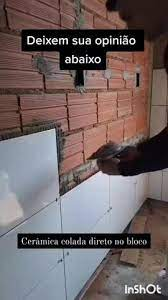 Deixem sua opinião
abaixo
Cerâmica colada direto no bloco
InShOt